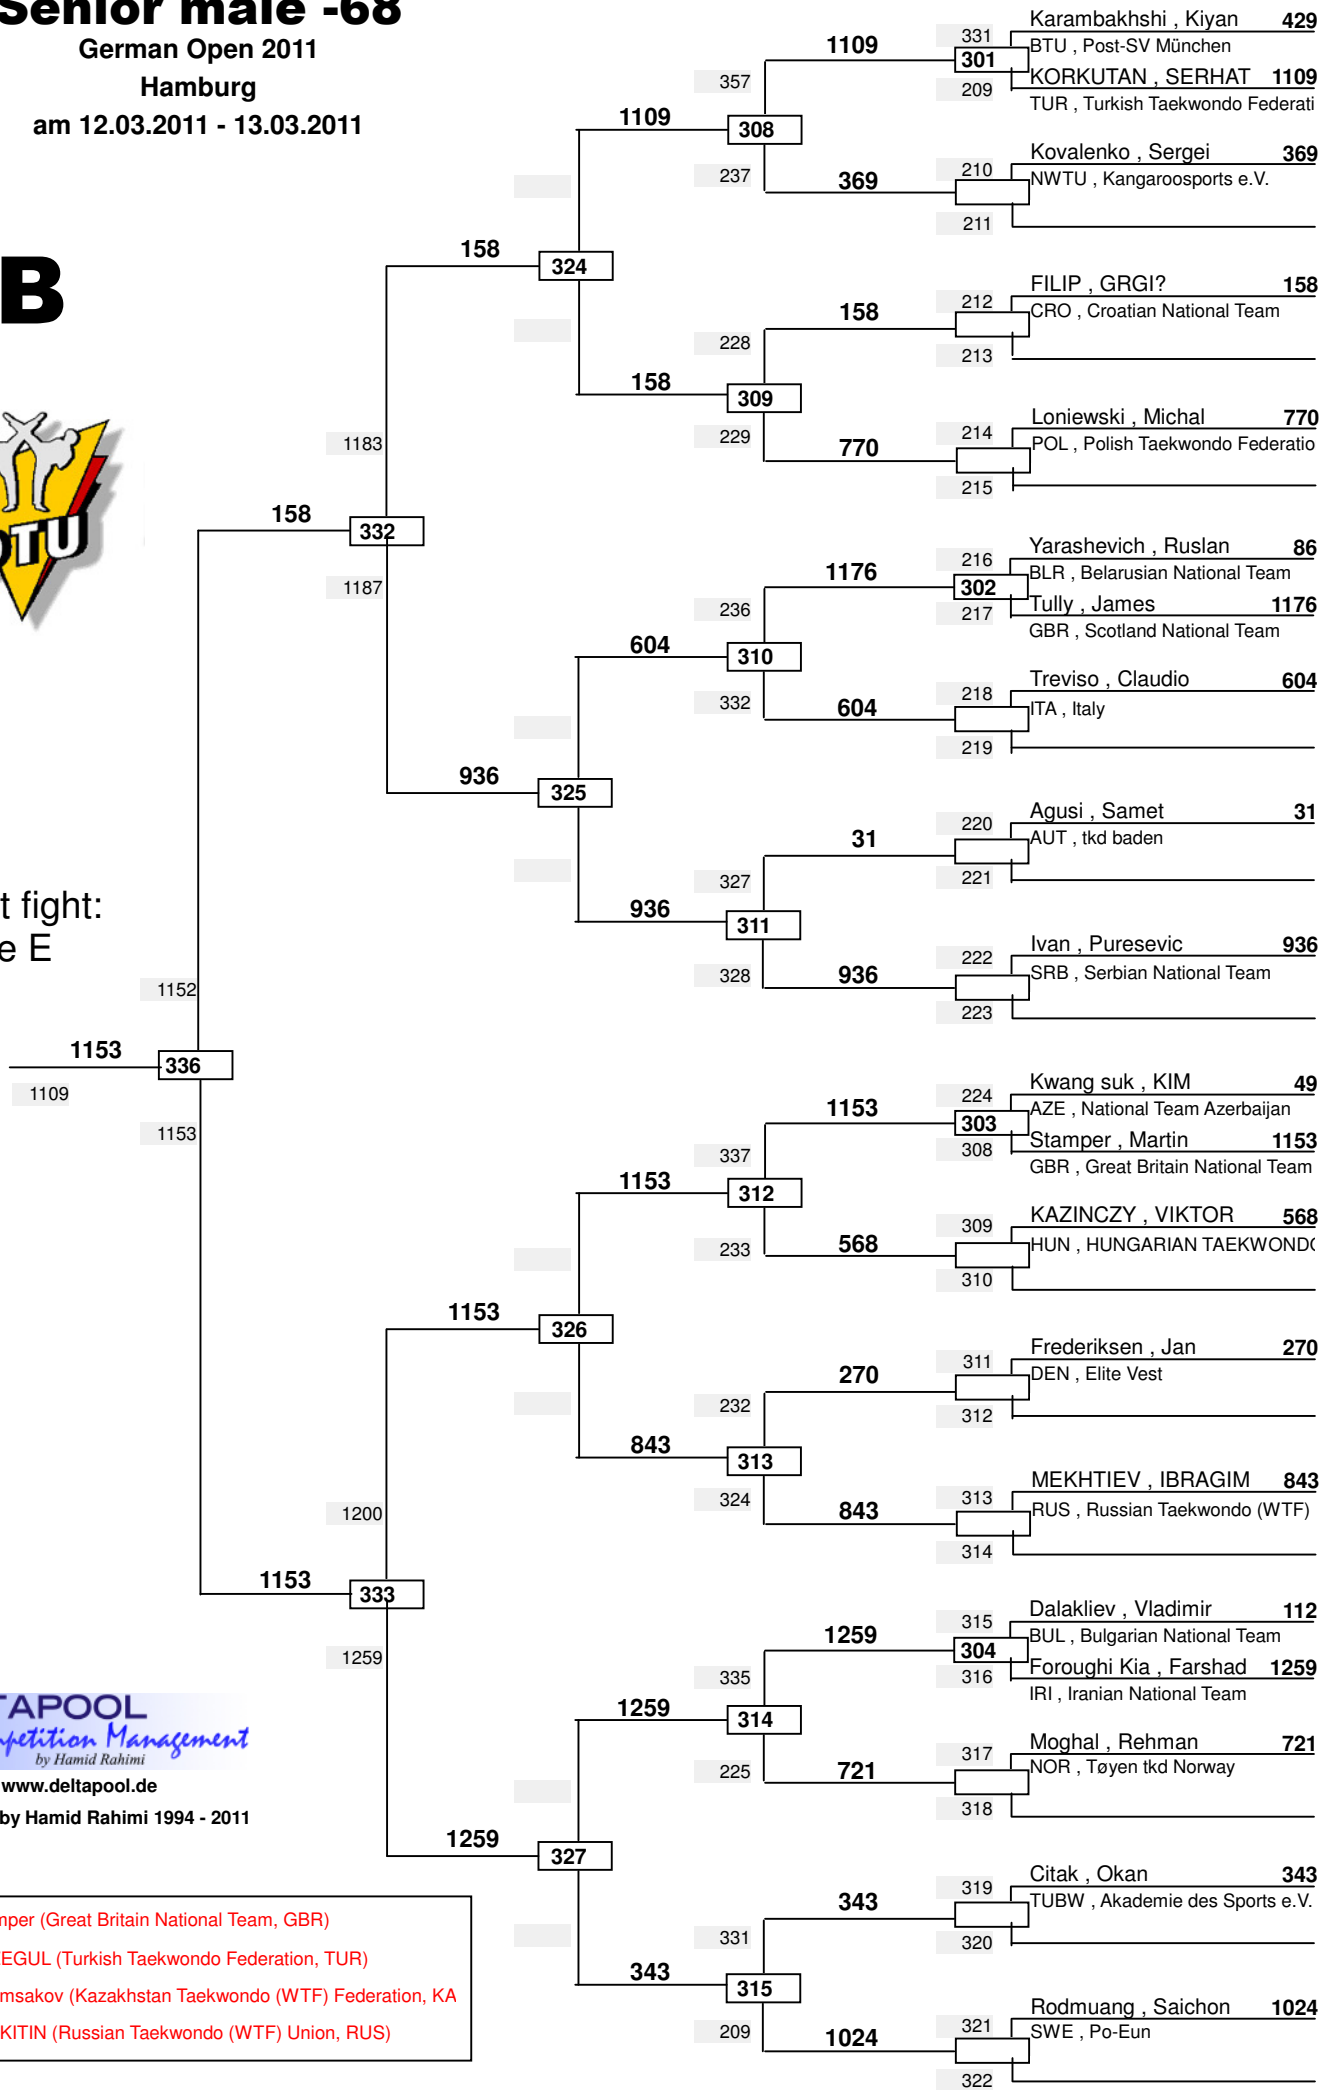 Senior male -68
German Open 2011
Hamburg
am 12.03.2011 - 13.03.2011
B
DTU
t fight:
e E
331
Karambakhshi , Kiyan 429
301
BTU , Post-SV München
209
KORKUTAN , SERHAT 1109
TUR , Turkish Taekwondo Federati
1109
357
1109
308
237
369
210
Kovalenko , Sergei 369
NWTU , Kangaroosports e.V.
211
158
324
212
FILIP , GRGI? 158
CRO , Croatian National Team
213
158
228
158
309
229
770
214
Loniewski , Michal 770
POL , Polish Taekwondo Federatio
215
1183
158
332
1187
216
Yarashevich , Ruslan 86
302
BLR , Belarusian National Team
217
Tully , James 1176
GBR , Scotland National Team
1176
236
604
310
332
604
218
Treviso , Claudio 604
ITA , Italy
219
936
325
220
Agusi , Samet 31
AUT , tkd baden
221
31
327
936
311
328
936
222
Ivan , Puresevic 936
SRB , Serbian National Team
223
1152
1153
336
1109
1153
224
Kwang suk , KIM 49
303
AZE , National Team Azerbaijan
308
Stamper , Martin 1153
GBR , Great Britain National Team
1153
337
1153
312
233
568
309
KAZINCZY , VIKTOR 568
HUN , HUNGARIAN TAEKWONDO
310
1153
326
311
Frederiksen , Jan 270
DEN , Elite Vest
312
270
232
843
313
324
843
313
MEKHTIEV , IBRAGIM 843
RUS , Russian Taekwondo (WTF)
314
1200
1153
333
1259
315
Dalakliev , Vladimir 112
304
BUL , Bulgarian National Team
316
Foroughi Kia , Farshad 1259
IRI , Iranian National Team
1259
335
1259
314
225
721
317
Moghal , Rehman 721
NOR , Tøyen tkd Norway
318
1259
327
319
Citak , Okan 343
TUBW , Akademie des Sports e.V.
320
343
331
343
315
209
1024
321
Rodmuang , Saichon 1024
SWE , Po-Eun
322
TAPOOL
mpetition Management
by Hamid Rahimi
www.deltapool.de
by Hamid Rahimi 1994 - 2011
mper (Great Britain National Team, GBR)
EGUL (Turkish Taekwondo Federation, TUR)
msakov (Kazakhstan Taekwondo (WTF) Federation, KA
KITIN (Russian Taekwondo (WTF) Union, RUS)